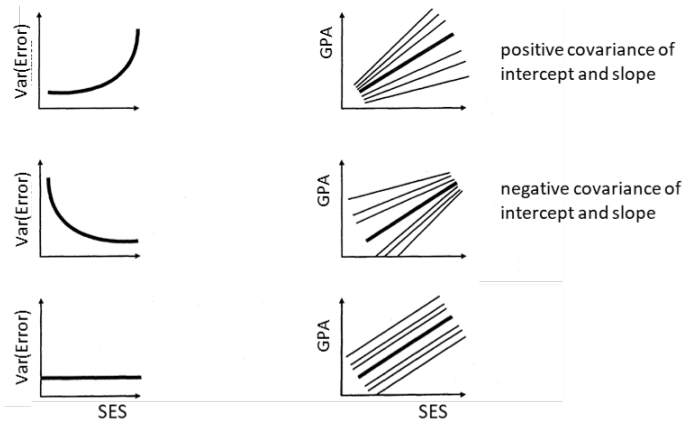 Var(Error)
GPA
positive covariance of
intercept and slope
Var(Error)
GPA
negative covariance of
intercept and slope
Var(Error)
GPA
SES
SES